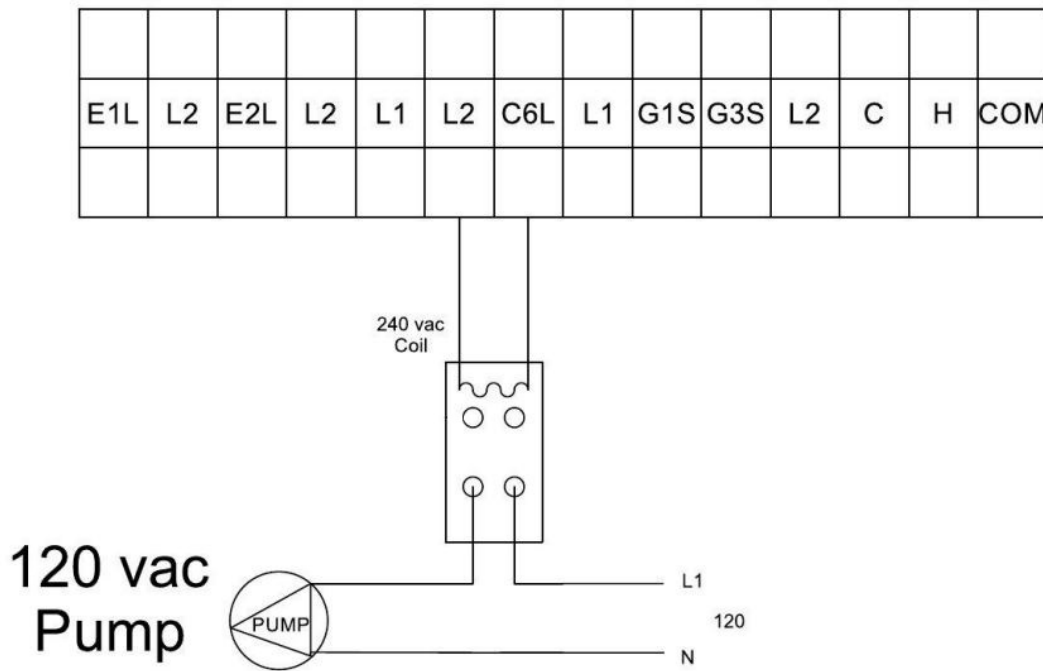 E1L L2 E2L L2 L1 L2 C6L L1 G1S G3S L2 C H COM
240 vac
Coil
120 vac
Pump
PUMP
L1
120
N